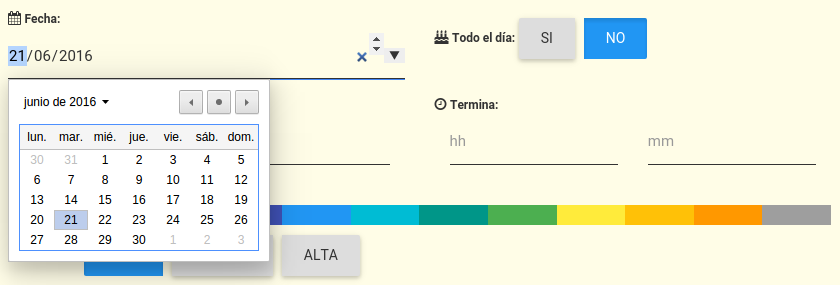 Fecha:
21/06/2016
Todo el día:
SI
NO
junio de 2016
lun. mar. mié. jue. vie. sáb. dom.
30 31 1 2 3 4 5
6 7 8 9 10 11 12
13 14 15 16 17 18 19
20 21 22 23 24 25 26
27 28 29 30 1 2 3
Termina:
hh
mm
ALTA